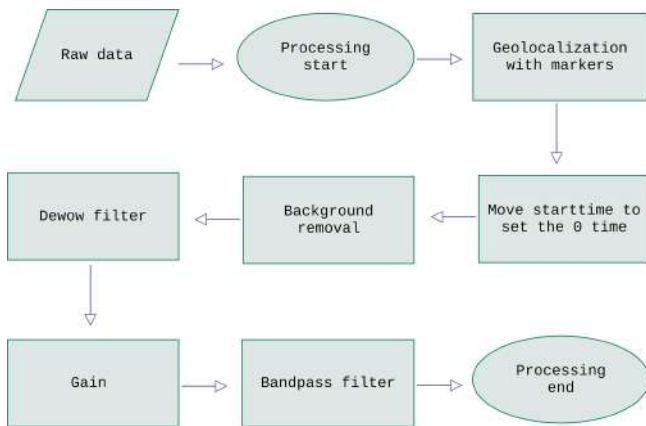 Raw data
Processing
start
Geolocalization
with markers
Move starttime to
set the 0 time
Background
removal
Dewow filter
Gain
Bandpass filter
Processing
end